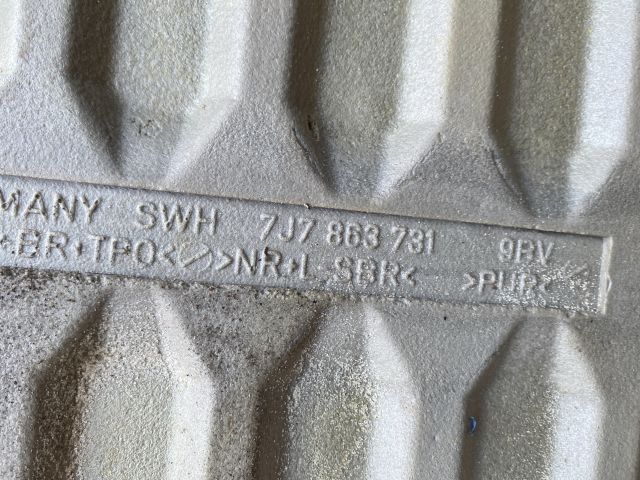 MANY SWH 7J7 863 731 9BV
BR+TPO<>>NR+L-SBR< >PUR<